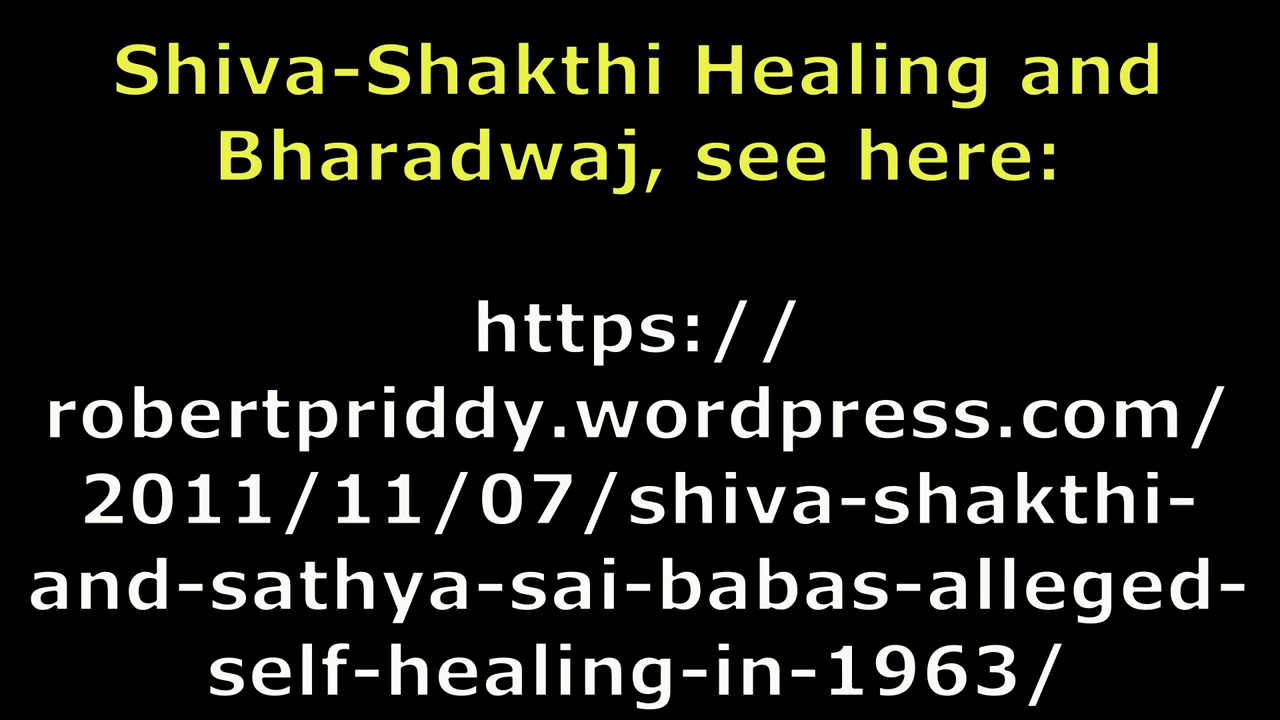 Shiva-Shakthi Healing and
Bharadwaj, see here:
https://
robertpriddy.wordpress.com/
2011/11/07/shiva-shakthi-
and-sathya-sai-babas-alleged-
self-healing-in-1963/